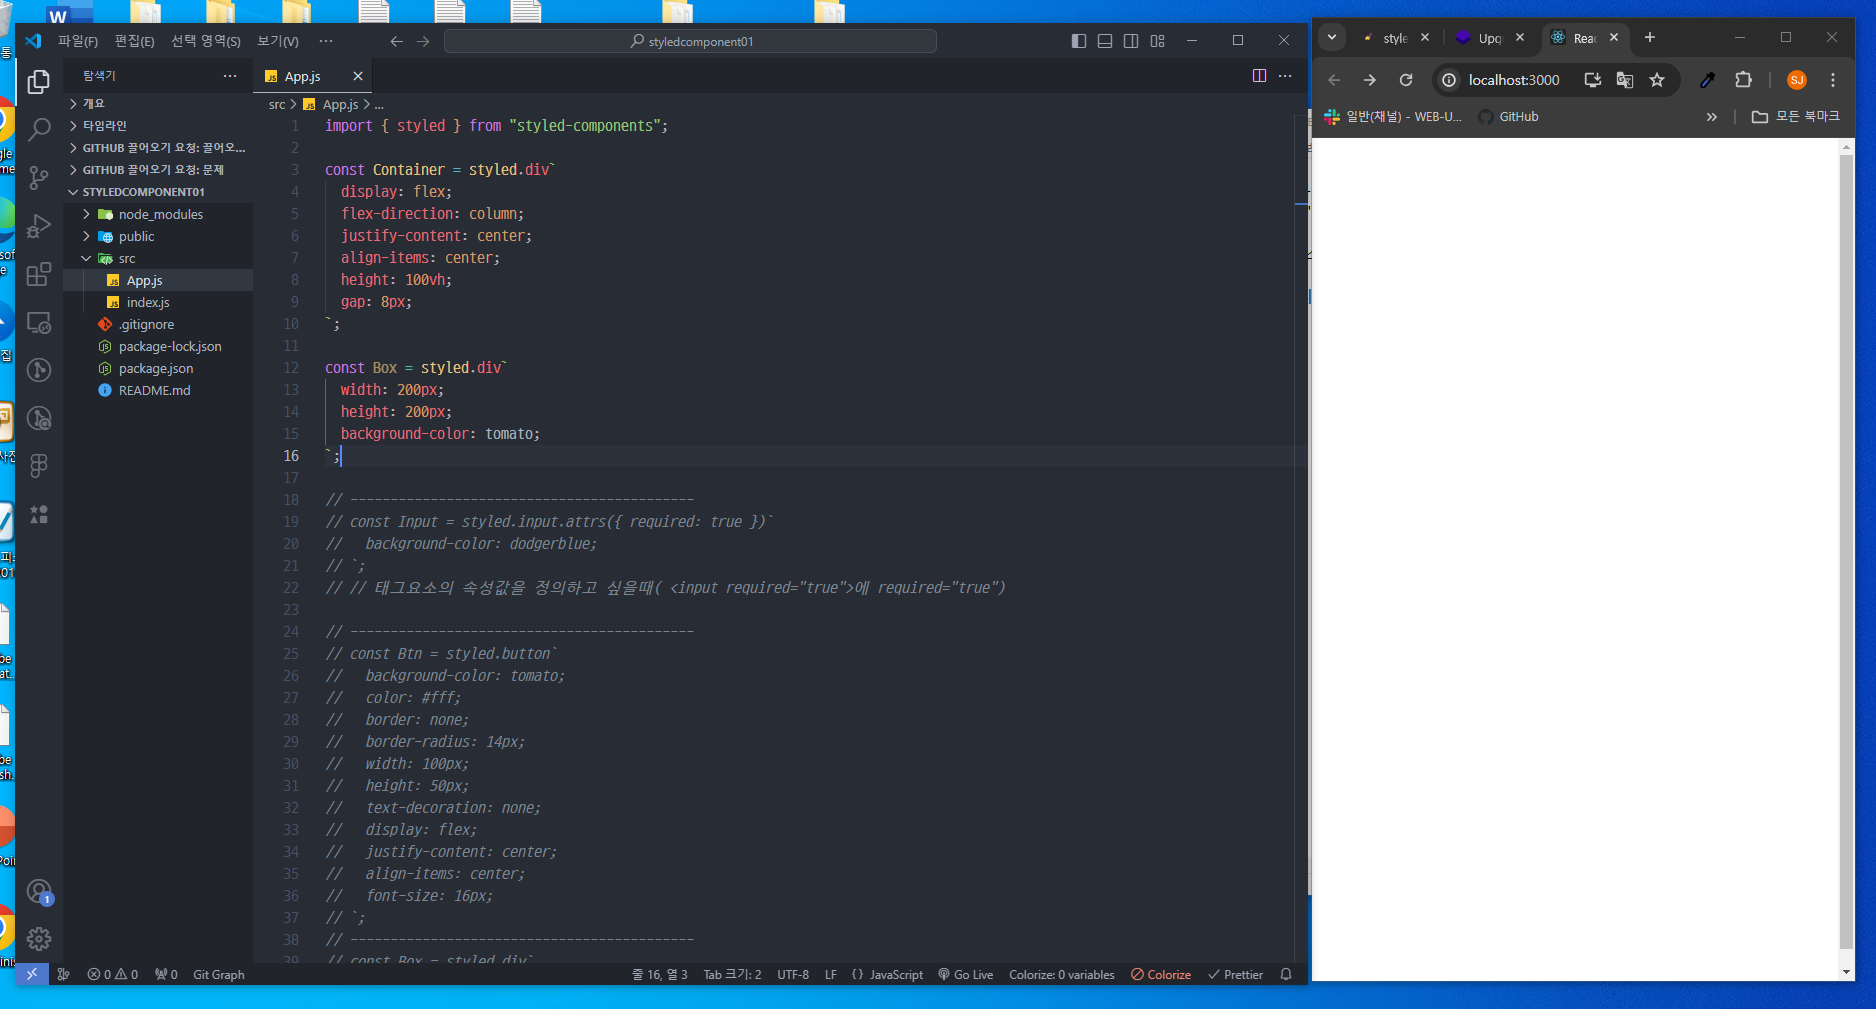 파일(F) 편집(E) 선택 영역(S) 보기(V) ··· styledcomponent01
탐색기 ···
App.js
개요
타임라인
GITHUB 끌어오기 요청: 끌어오...
GITHUB 끌어오기 요청: 문제
STYLEDCOMPONENT01
node_modules
public
src
App.js
index.js
.gitignore
package-lock.json
package.json
README.md
src > App.js > ...
1 import { styled } from "styled-components";
2
3 const Container = styled.div`
4 display: flex;
5 flex-direction: column;
6 justify-content: center;
7 align-items: center;
8 height: 100vh;
9 gap: 8px;
10 `;
11
12 const Box = styled.div`
13 width: 200px;
14 height: 200px;
15 background-color: tomato;
16 `;
17
18 // -------------------------------------------
19 // const Input = styled.input.attrs({ required: true })`
20 //   background-color: dodgerblue;
21 // `;
22 // // 태그요소의 속성값을 정의하고 싶을때( <input required="true">에 required="true")
23
24 // -------------------------------------------
25 // const Btn = styled.button`
26 //   background-color: tomato;
27 //   color: #fff;
28 //   border: none;
29 //   border-radius: 14px;
30 //   width: 100px;
31 //   height: 50px;
32 //   text-decoration: none;
33 //   display: flex;
34 //   justify-content: center;
35 //   align-items: center;
36 //   font-size: 16px;
37 // `;
38 // -------------------------------------------
39 // const Box = styled.div`
1
0 0 0 Git Graph 줄 16, 열 3 Tab 크기: 2 UTF-8 LF {} JavaScript Go Live Colorize: 0 variables Colorize Prettier
style Upq Reac
localhost:3000 SJ
일반(채널) - WEB-U... GitHub » 모든 북마크